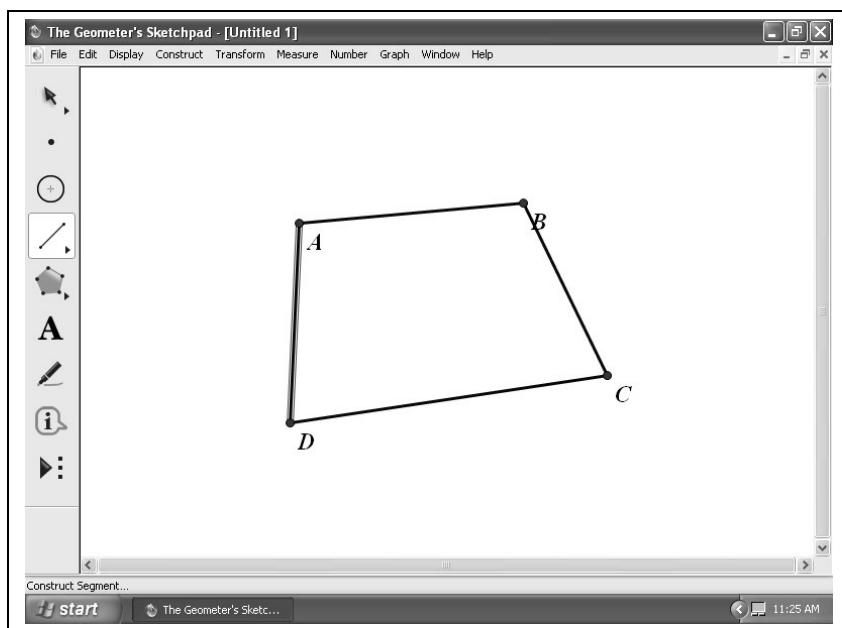 The Geometer's Sketchpad - [Untitled 1]
File Edit Display Construct Transform Measure Number Graph Window Help
A
B
C
D
A
i
Construct Segment...
start The Geometer's Sketc... 11:25 AM